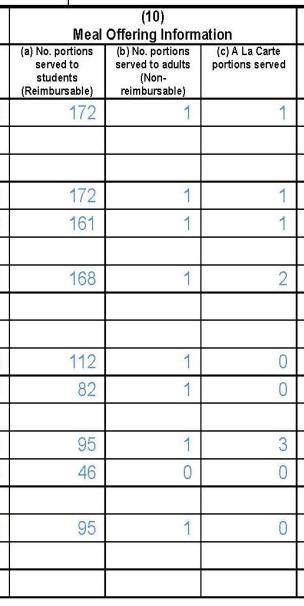 (10)
Meal Offering Information
(a) No. portions served to students (Reimbursable) (b) No. portions served to adults (Non-reimbursable) (c) A La Carte portions served
172 1 1
172 1 1
161 1 1
168 1 2
112 1 0
82 1 0
95 1 3
46 0 0
95 1 0